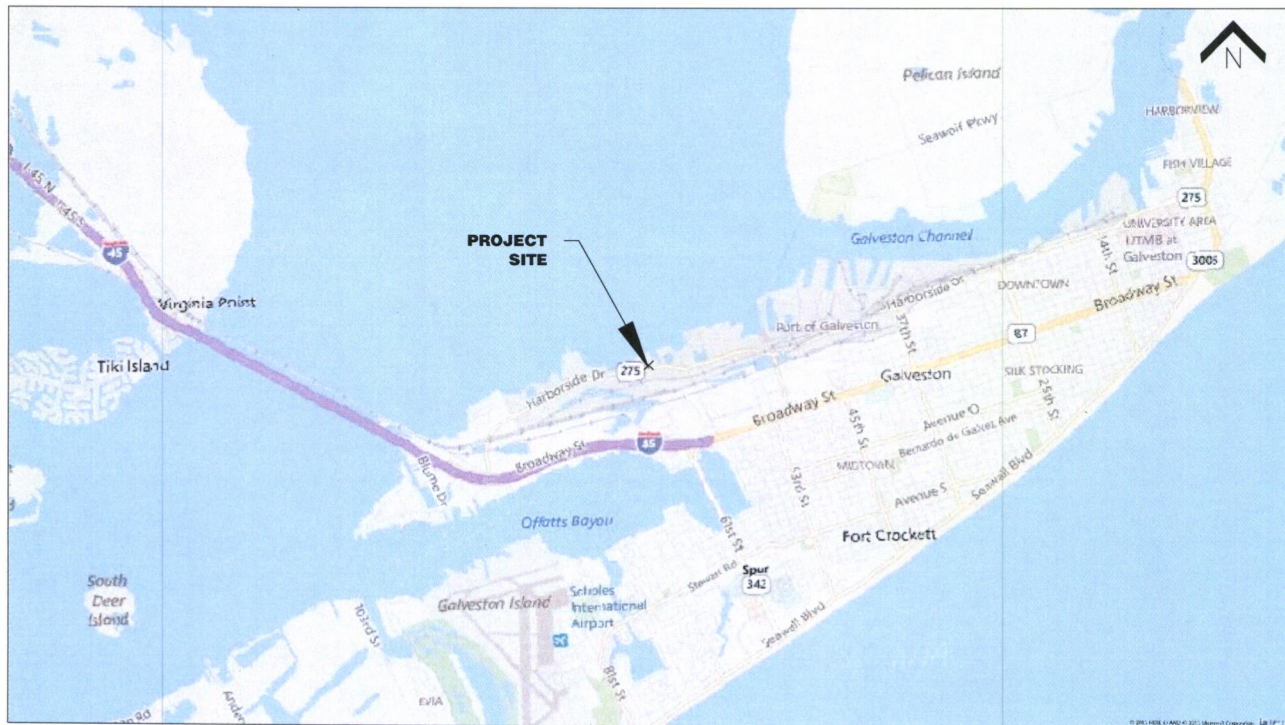 N
Pelican Island
Seawolf Pkwy
HARBORVIEW
FISH VILLAGE
275
UNIVERSITY AREA
UTMB at
Galveston
3005
14th St
Galveston Channel
DOWNTOWN
Broadway St
Harborside Dr
37th St
Port of Galveston
87
I-45 N
I-45 S
45
Virginia Point
Tiki Island
PROJECT
SITE
275
Harborside Dr
Galveston
SILK STOCKING
25th St
Broadway St
45th St
Avenue O
Bernardo de Galvez Ave
Broadway St
45
MIDTOWN
53rd St
Avenue S
Seawall Blvd
Blume Dr
Offatts Bayou
61st St
Fort Crockett
Stewart Rd
Spur
342
South
Deer
Island
Galveston Island
Scholes
International
Airport
103rd St
Seawall Blvd
81st St
EVIA
Rd